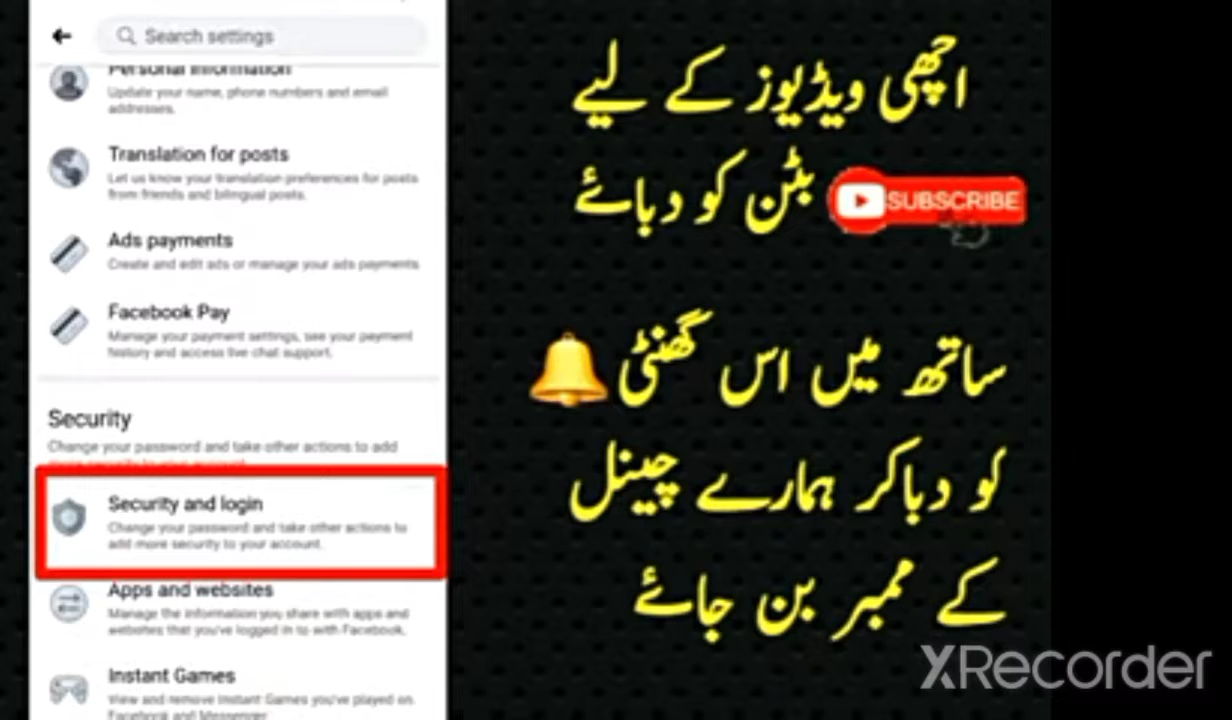 Search settings
Personal information
Update your name, phone numbers and email
addresses.
Translation for posts
Let us know your translation preferences for posts
from friends and bilingual posts.
Ads payments
Create and edit ads or manage your ads payments
Facebook Pay
Manage your payment settings, see your payment
history and access live chat support.
Security
Change your password and take other actions to add
more security to your account.
Security and login
Change your password and take other actions to
add more security to your account.
Apps and websites
Manage the information you share with apps and
websites that you've logged in to with Facebook.
Instant Games
View and remove Instant Games you've played on
Facebook and Messenger
اچھی ویڈیوز کے لیے
SUBSCRIBE بٹن کو دبائے
ساتھ میں اس گھنٹی
کو دباکر ہمارے چینل
کے ممبر بن جائے
XRecorder